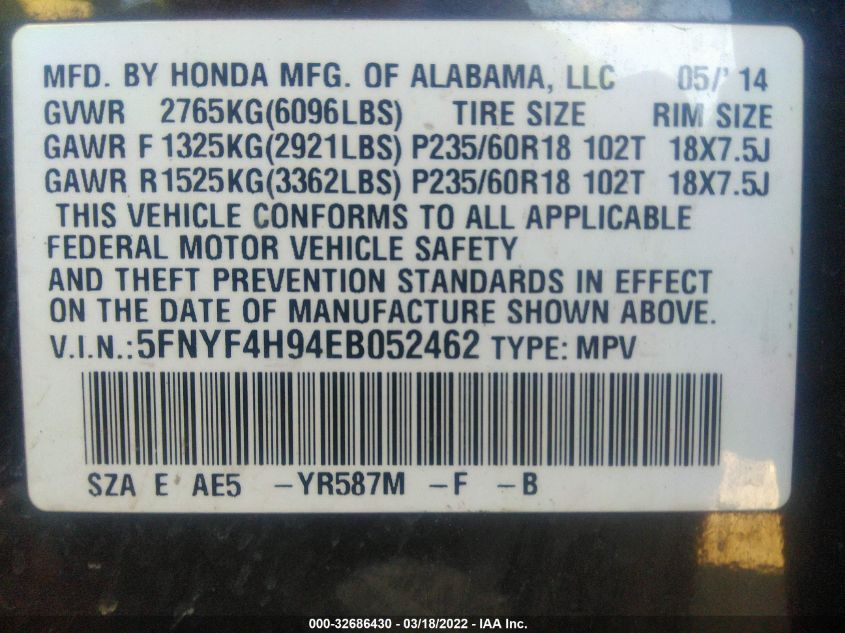 MFD. BY HONDA MFG. OF ALABAMA, LLC 05/'14
GVWR 2765KG(6096LBS) TIRE SIZE RIM SIZE
GAWR F 1325KG(2921LBS) P235/60R18 102T 18X7.5J
GAWR R 1525KG(3362LBS) P235/60R18 102T 18X7.5J
THIS VEHICLE CONFORMS TO ALL APPLICABLE
FEDERAL MOTOR VEHICLE SAFETY
AND THEFT PREVENTION STANDARDS IN EFFECT
ON THE DATE OF MANUFACTURE SHOWN ABOVE.
V.I.N.:5FNYF4H94EB052462 TYPE: MPV
SZA E AE5 -YR587M -F -B
000-32686430 - 03/18/2022 - IAA Inc.